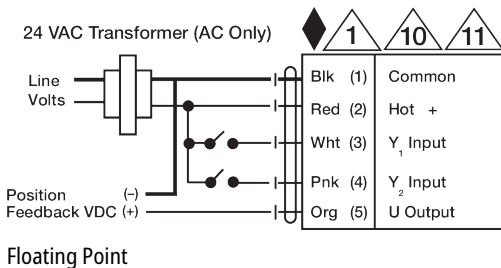 24 VAC Transformer (AC Only)
1
10
11
Line
Volts
Blk (1) Common
Red (2) Hot +
Wht (3) Y1 Input
Pnk (4) Y2 Input
Org (5) U Output
Position (–)
Feedback VDC (+)
Floating Point